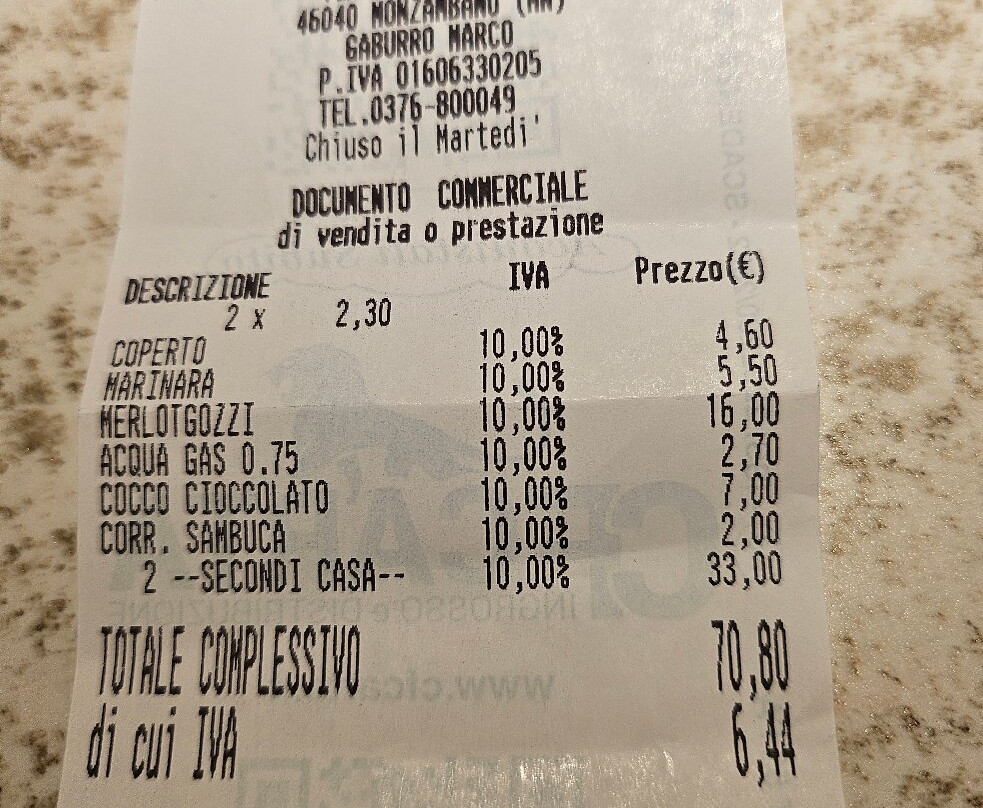 46040 MONZAMBANO (MN)
GABURRO MARCO
P.IVA 01606330205
TEL.0376-800049
Chiuso il Martedi'
DOCUMENTO COMMERCIALE
di vendita o prestazione
DESCRIZIONE IVA Prezzo(€)
2 x 2,30
COPERTO 10,00% 4,60
MARINARA 10,00% 5,50
MERLOTGOZZI 10,00% 16,00
ACQUA GAS 0.75 10,00% 2,70
COCCO CIOCCOLATO 10,00% 7,00
CORR. SAMBUCA 10,00% 2,00
2 --SECONDI CASA-- 10,00% 33,00
TOTALE COMPLESSIVO 70,80
di cui IVA 6,44